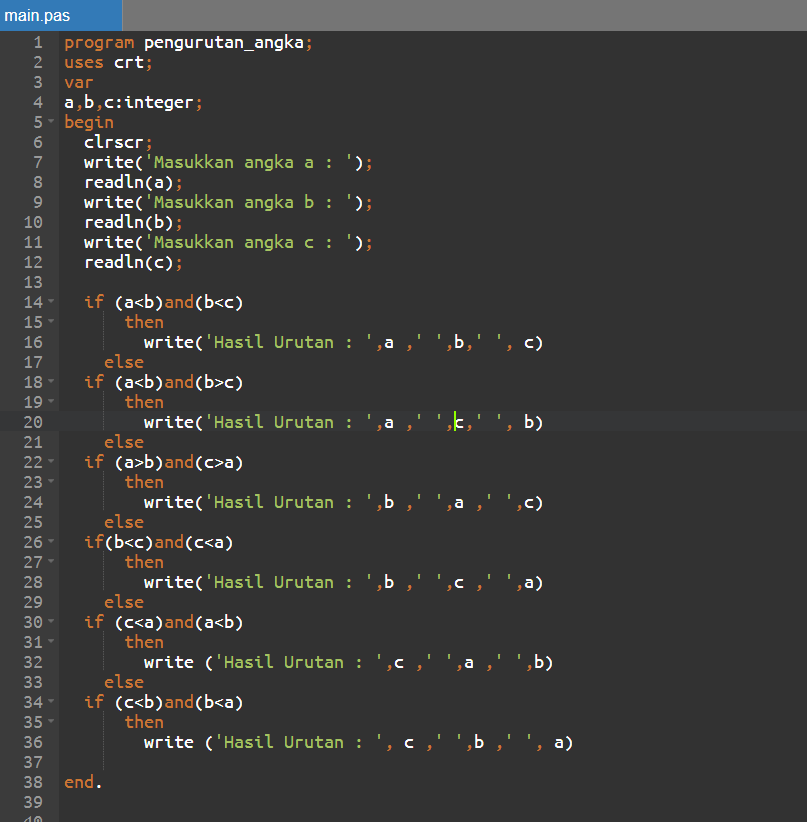 main.pas
1 program pengurutan_angka;
2 uses crt;
3 var
4 a,b,c:integer;
5 begin
6 clrscr;
7 write('Masukkan angka a : ');
8 readln(a);
9 write('Masukkan angka b : ');
10 readln(b);
11 write('Masukkan angka c : ');
12 readln(c);
13
14 if (a<b)and(b<c)
15 then
16 write('Hasil Urutan : ',a ,' ',b,' ', c)
17 else
18 if (a<b)and(b>c)
19 then
20 write('Hasil Urutan : ',a ,' ',c,' ', b)
21 else
22 if (a>b)and(c>a)
23 then
24 write('Hasil Urutan : ',b ,' ',a ,' ',c)
25 else
26 if(b<c)and(c<a)
27 then
28 write('Hasil Urutan : ',b ,' ',c ,' ',a)
29 else
30 if (c<a)and(a<b)
31 then
32 write ('Hasil Urutan : ',c ,' ',a ,' ',b)
33 else
34 if (c<b)and(b<a)
35 then
36 write ('Hasil Urutan : ', c ,' ',b ,' ', a)
37
38 end.
39
40